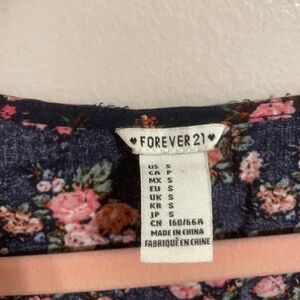 ♥ FOREVER 21 ♥
US S
CA P
MX S
EU S
UK S
KR S
JP S
CN 160/66A
MADE IN CHINA
FABRIQUÉ EN CHINE